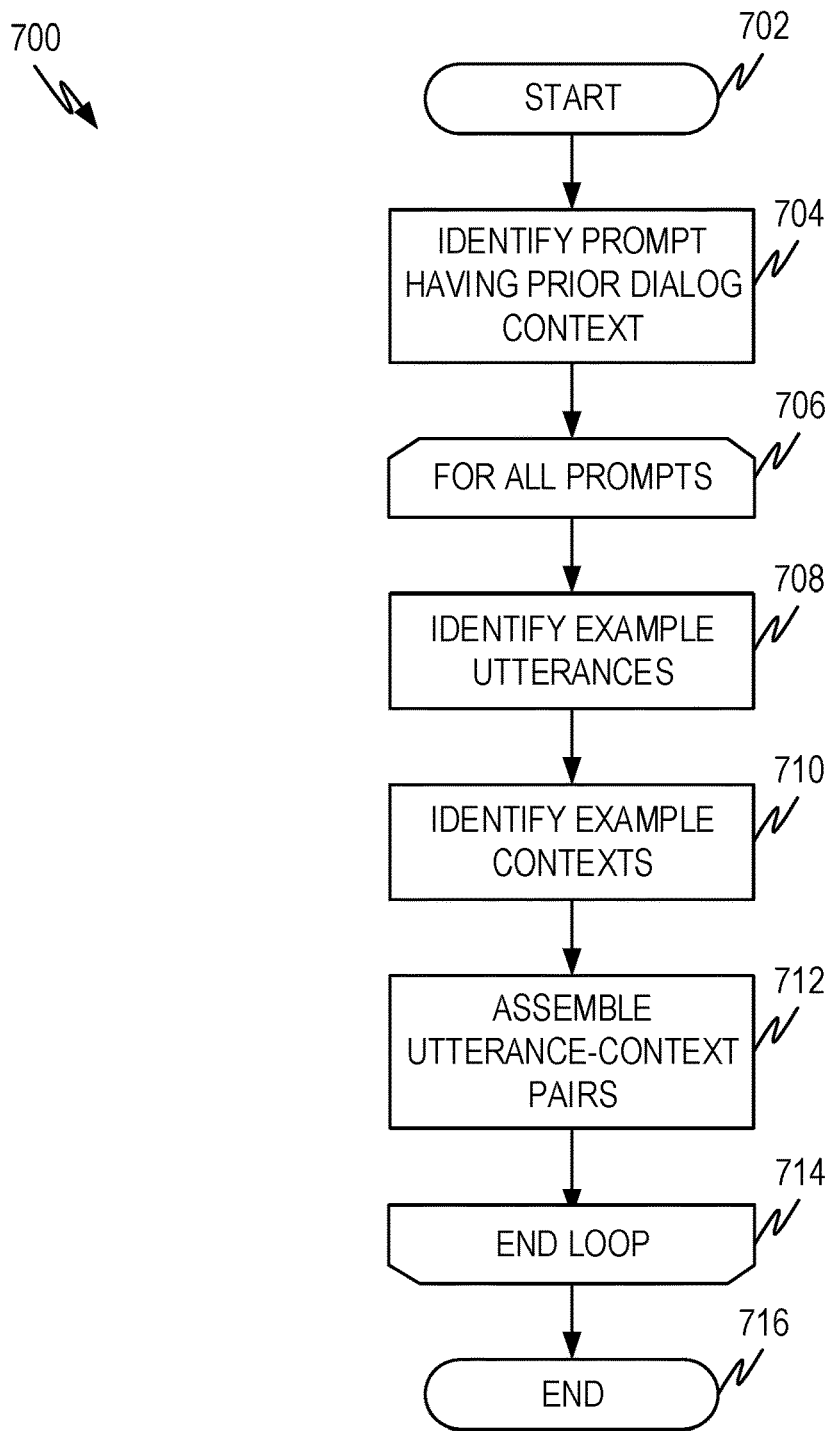 700
702
START
704
IDENTIFY PROMPT
HAVING PRIOR DIALOG
CONTEXT
706
FOR ALL PROMPTS
708
IDENTIFY EXAMPLE
UTTERANCES
710
IDENTIFY EXAMPLE
CONTEXTS
712
ASSEMBLE
UTTERANCE-CONTEXT
PAIRS
714
END LOOP
716
END